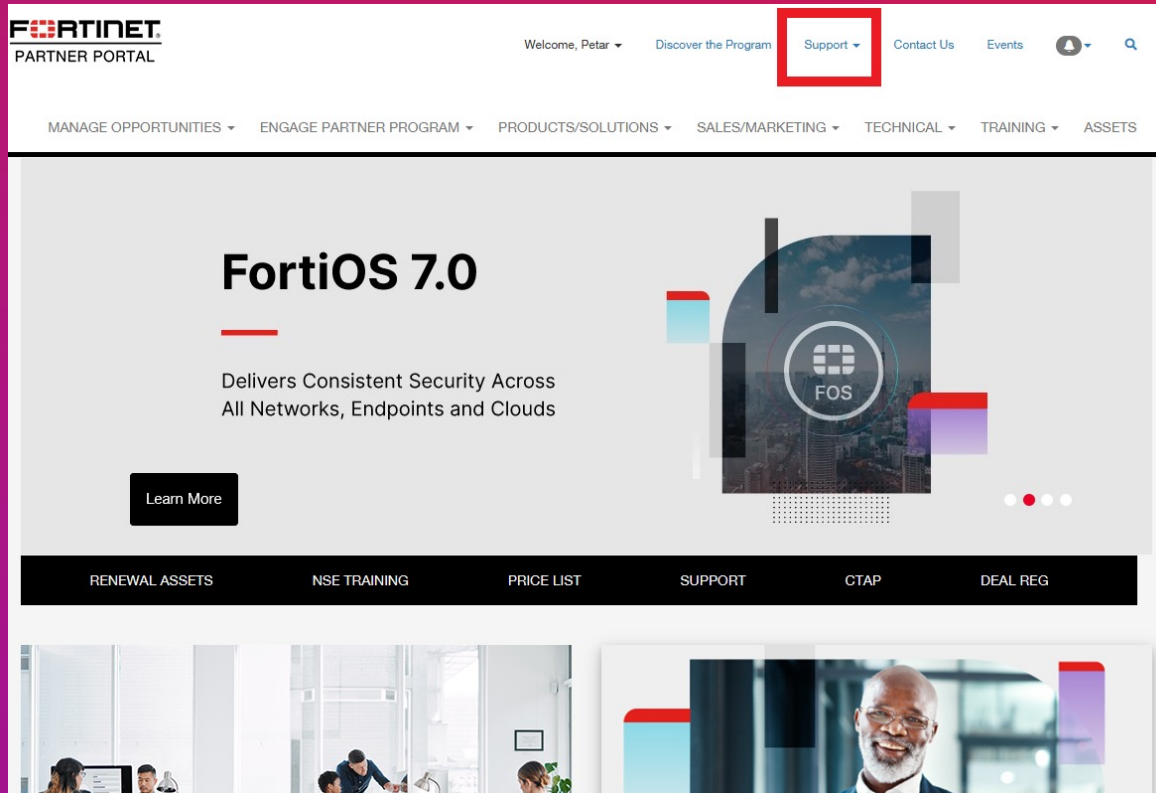 FORTINET
PARTNER PORTAL
Welcome, Petar
Discover the Program
Support
Contact Us
Events
MANAGE OPPORTUNITIES
ENGAGE PARTNER PROGRAM
PRODUCTS/SOLUTIONS
SALES/MARKETING
TECHNICAL
TRAINING
ASSETS
FortiOS 7.0
Delivers Consistent Security Across
All Networks, Endpoints and Clouds
FOS
Learn More
RENEWAL ASSETS
NSE TRAINING
PRICE LIST
SUPPORT
CTAP
DEAL REG